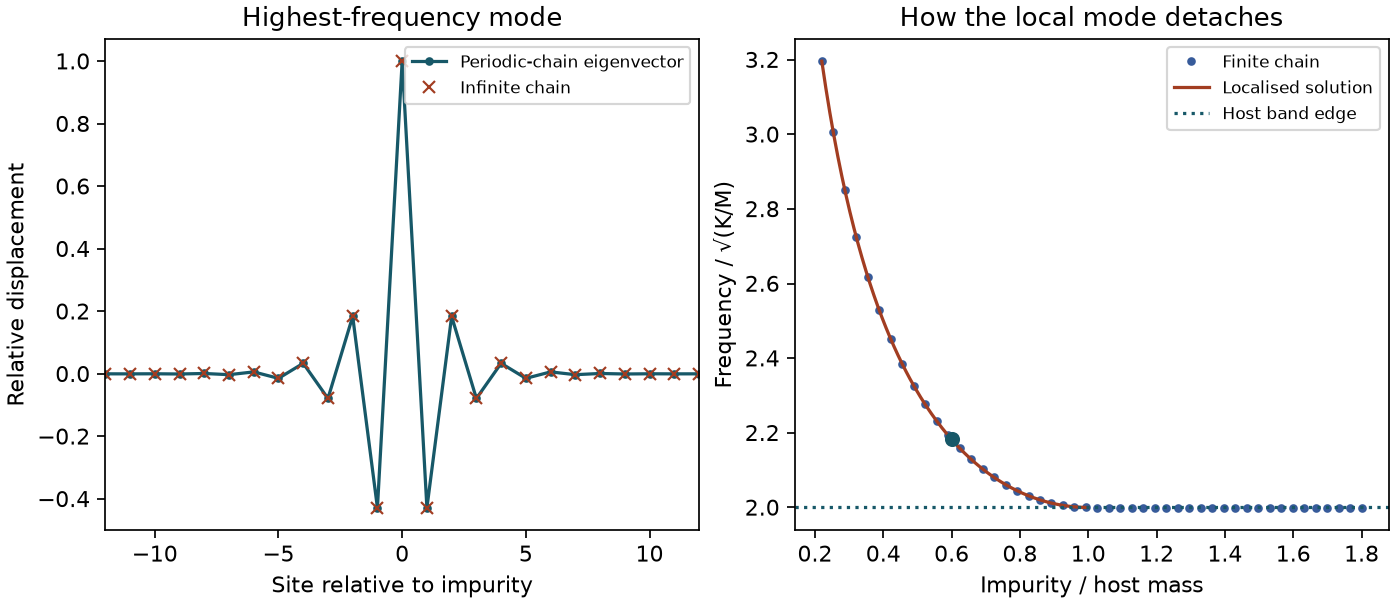 Highest-frequency mode
Periodic-chain eigenvector
Infinite chain
1.0
0.8
0.6
0.4
0.2
0.0
−0.2
−0.4
Relative displacement
−10
−5
0
5
10
Site relative to impurity
How the local mode detaches
Finite chain
Localised solution
Host band edge
3.2
3.0
2.8
2.6
2.4
2.2
2.0
Frequency / √(K/M)
0.2
0.4
0.6
0.8
1.0
1.2
1.4
1.6
1.8
Impurity / host mass